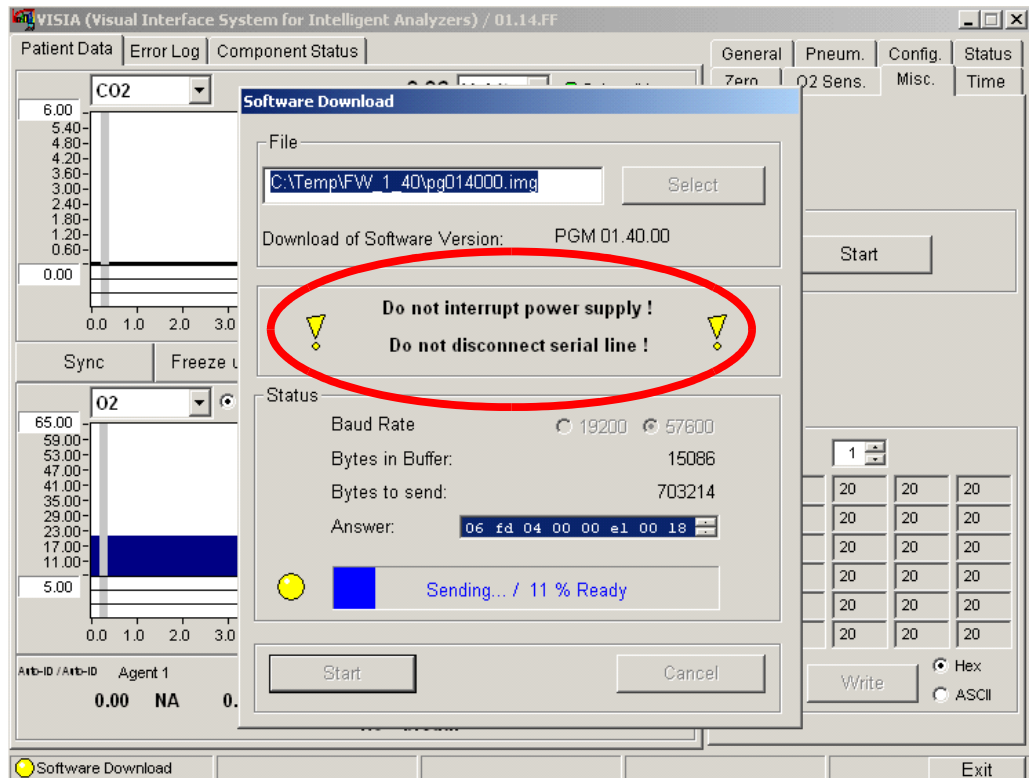 VISIA (Visual Interface System for Intelligent Analyzers) / 01.14.FF
Patient Data Error Log Component Status
General Pneum. Config. Status
Zero O2 Sens. Misc. Time
CO2
6.00
5.40
4.80
4.20
3.60
3.00
2.40
1.80
1.20
0.60
0.00
0.0 1.0 2.0 3.0
Sync Freeze
O2
65.00
59.00
53.00
47.00
41.00
35.00
29.00
23.00
17.00
11.00
5.00
0.0 1.0 2.0 3.0
Agent 1
0.00 NA 0.
Software Download
File
C:\Temp\FW_1_40\pg014000.img Select
Download of Software Version: PGM 01.40.00
Do not interrupt power supply !
Do not disconnect serial line !
Status
Baud Rate 19200 57600
Bytes in Buffer: 15086
Bytes to send: 703214
Answer: 06 fd 04 00 00 e1 00 18
Sending... / 11 % Ready
Start Cancel
Start
1
20 20 20
20 20 20
20 20 20
20 20 20
20 20 20
20 20 20
Write Hex
ASCII
Software Download Exit